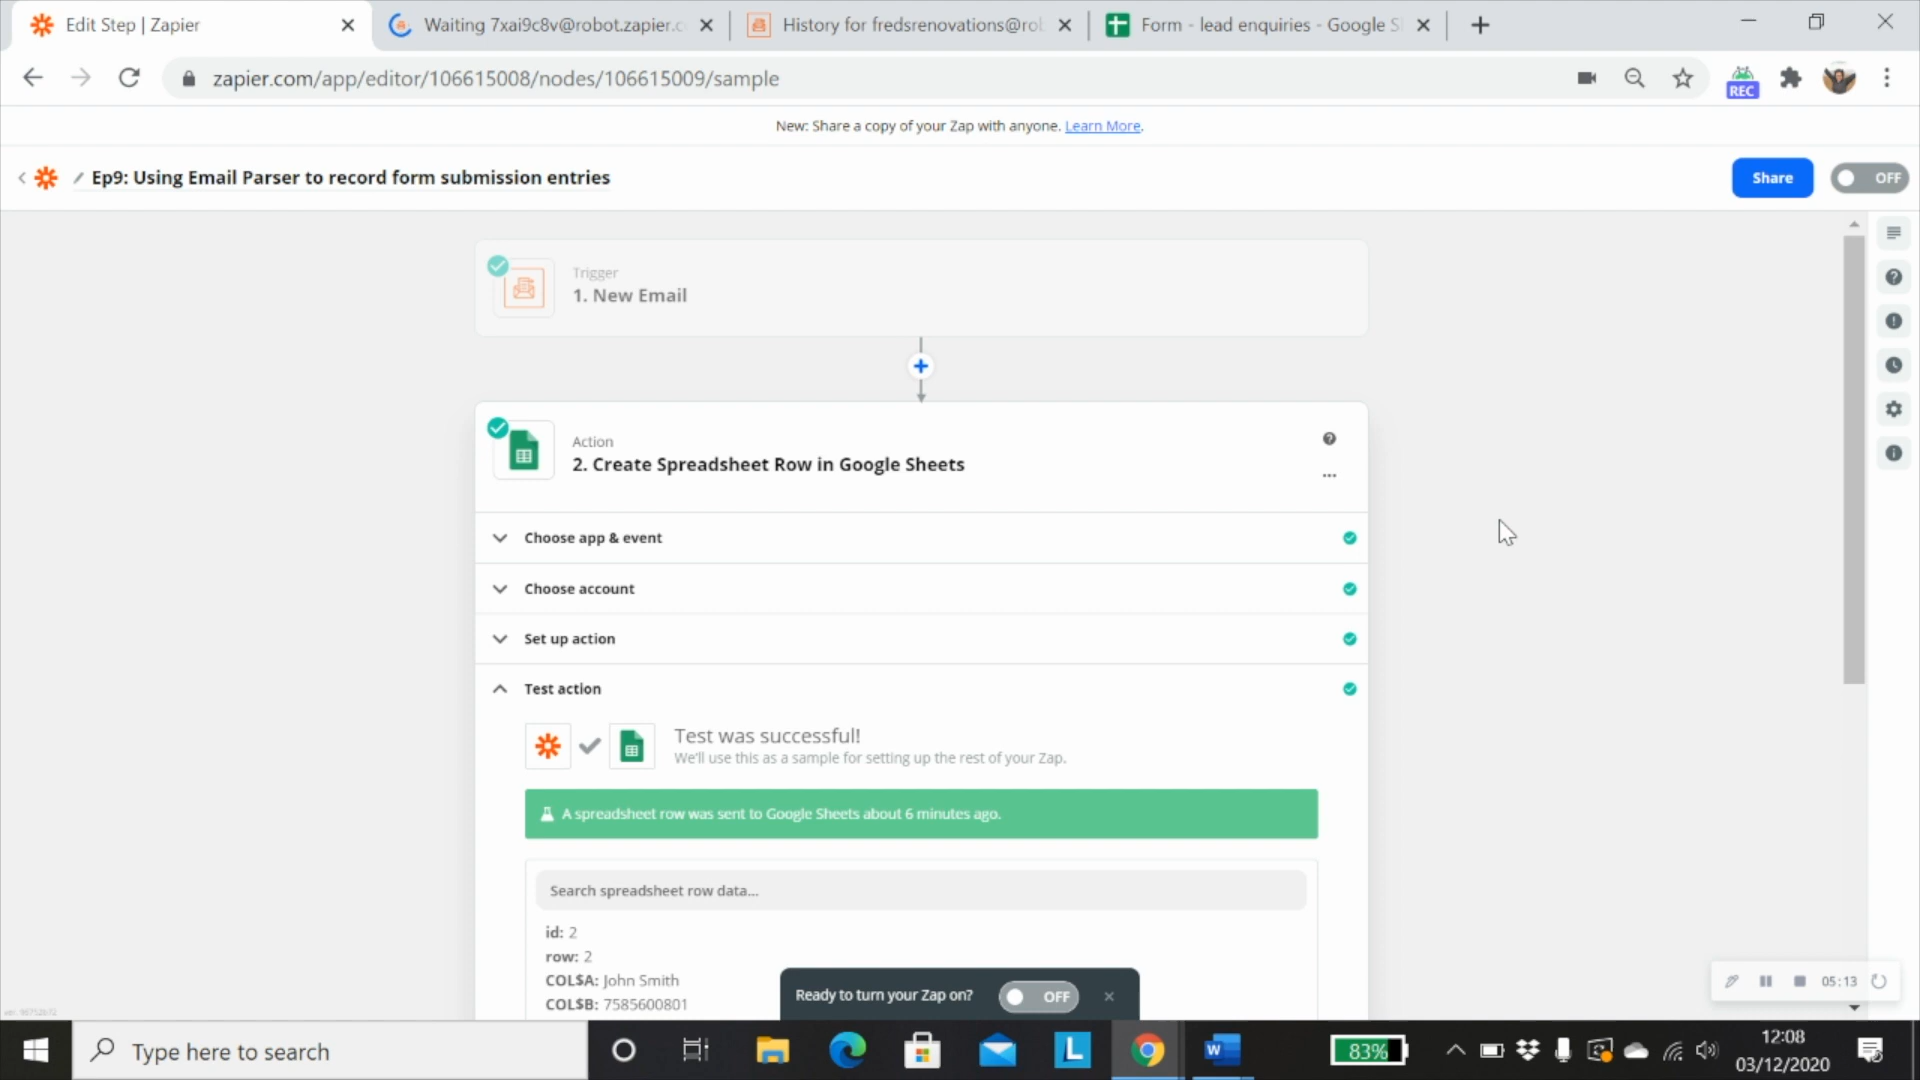 Edit Step | Zapier
Waiting 7xai9c8v@robot.zapier.c
History for fredsrenovations@rob
Form - lead enquiries - Google S
zapier.com/app/editor/106615008/nodes/106615009/sample
REC
New: Share a copy of your Zap with anyone. Learn More.
Ep9: Using Email Parser to record form submission entries
Share
OFF
Trigger
1. New Email
Action
2. Create Spreadsheet Row in Google Sheets
Choose app & event
Choose account
Set up action
Test action
Test was successful!
We'll use this as a sample for setting up the rest of your Zap.
A spreadsheet row was sent to Google Sheets about 6 minutes ago.
Search spreadsheet row data...
id: 2
row: 2
COL$A: John Smith
COL$B: 7585600801
Ready to turn your Zap on?
OFF
05:13
Type here to search
L
W
83%
12:08
03/12/2020